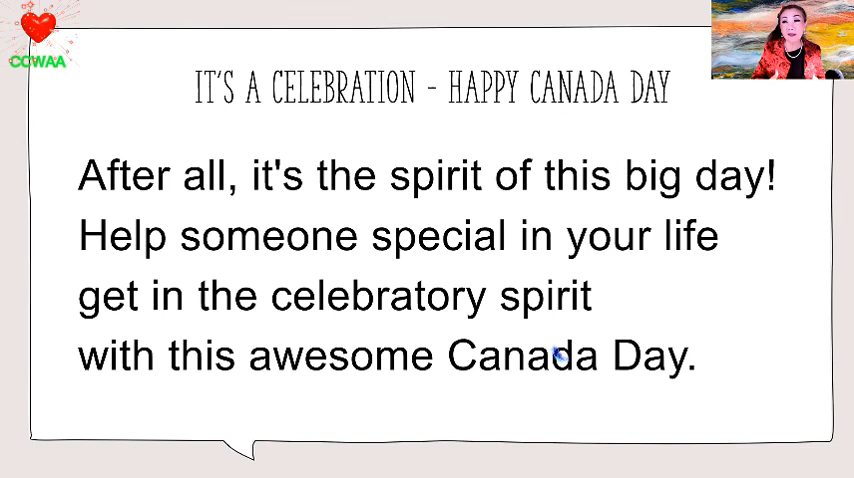 CCWAA
IT'S A CELEBRATION - HAPPY CANADA DAY
After all, it's the spirit of this big day!
Help someone special in your life
get in the celebratory spirit
with this awesome Canada Day.